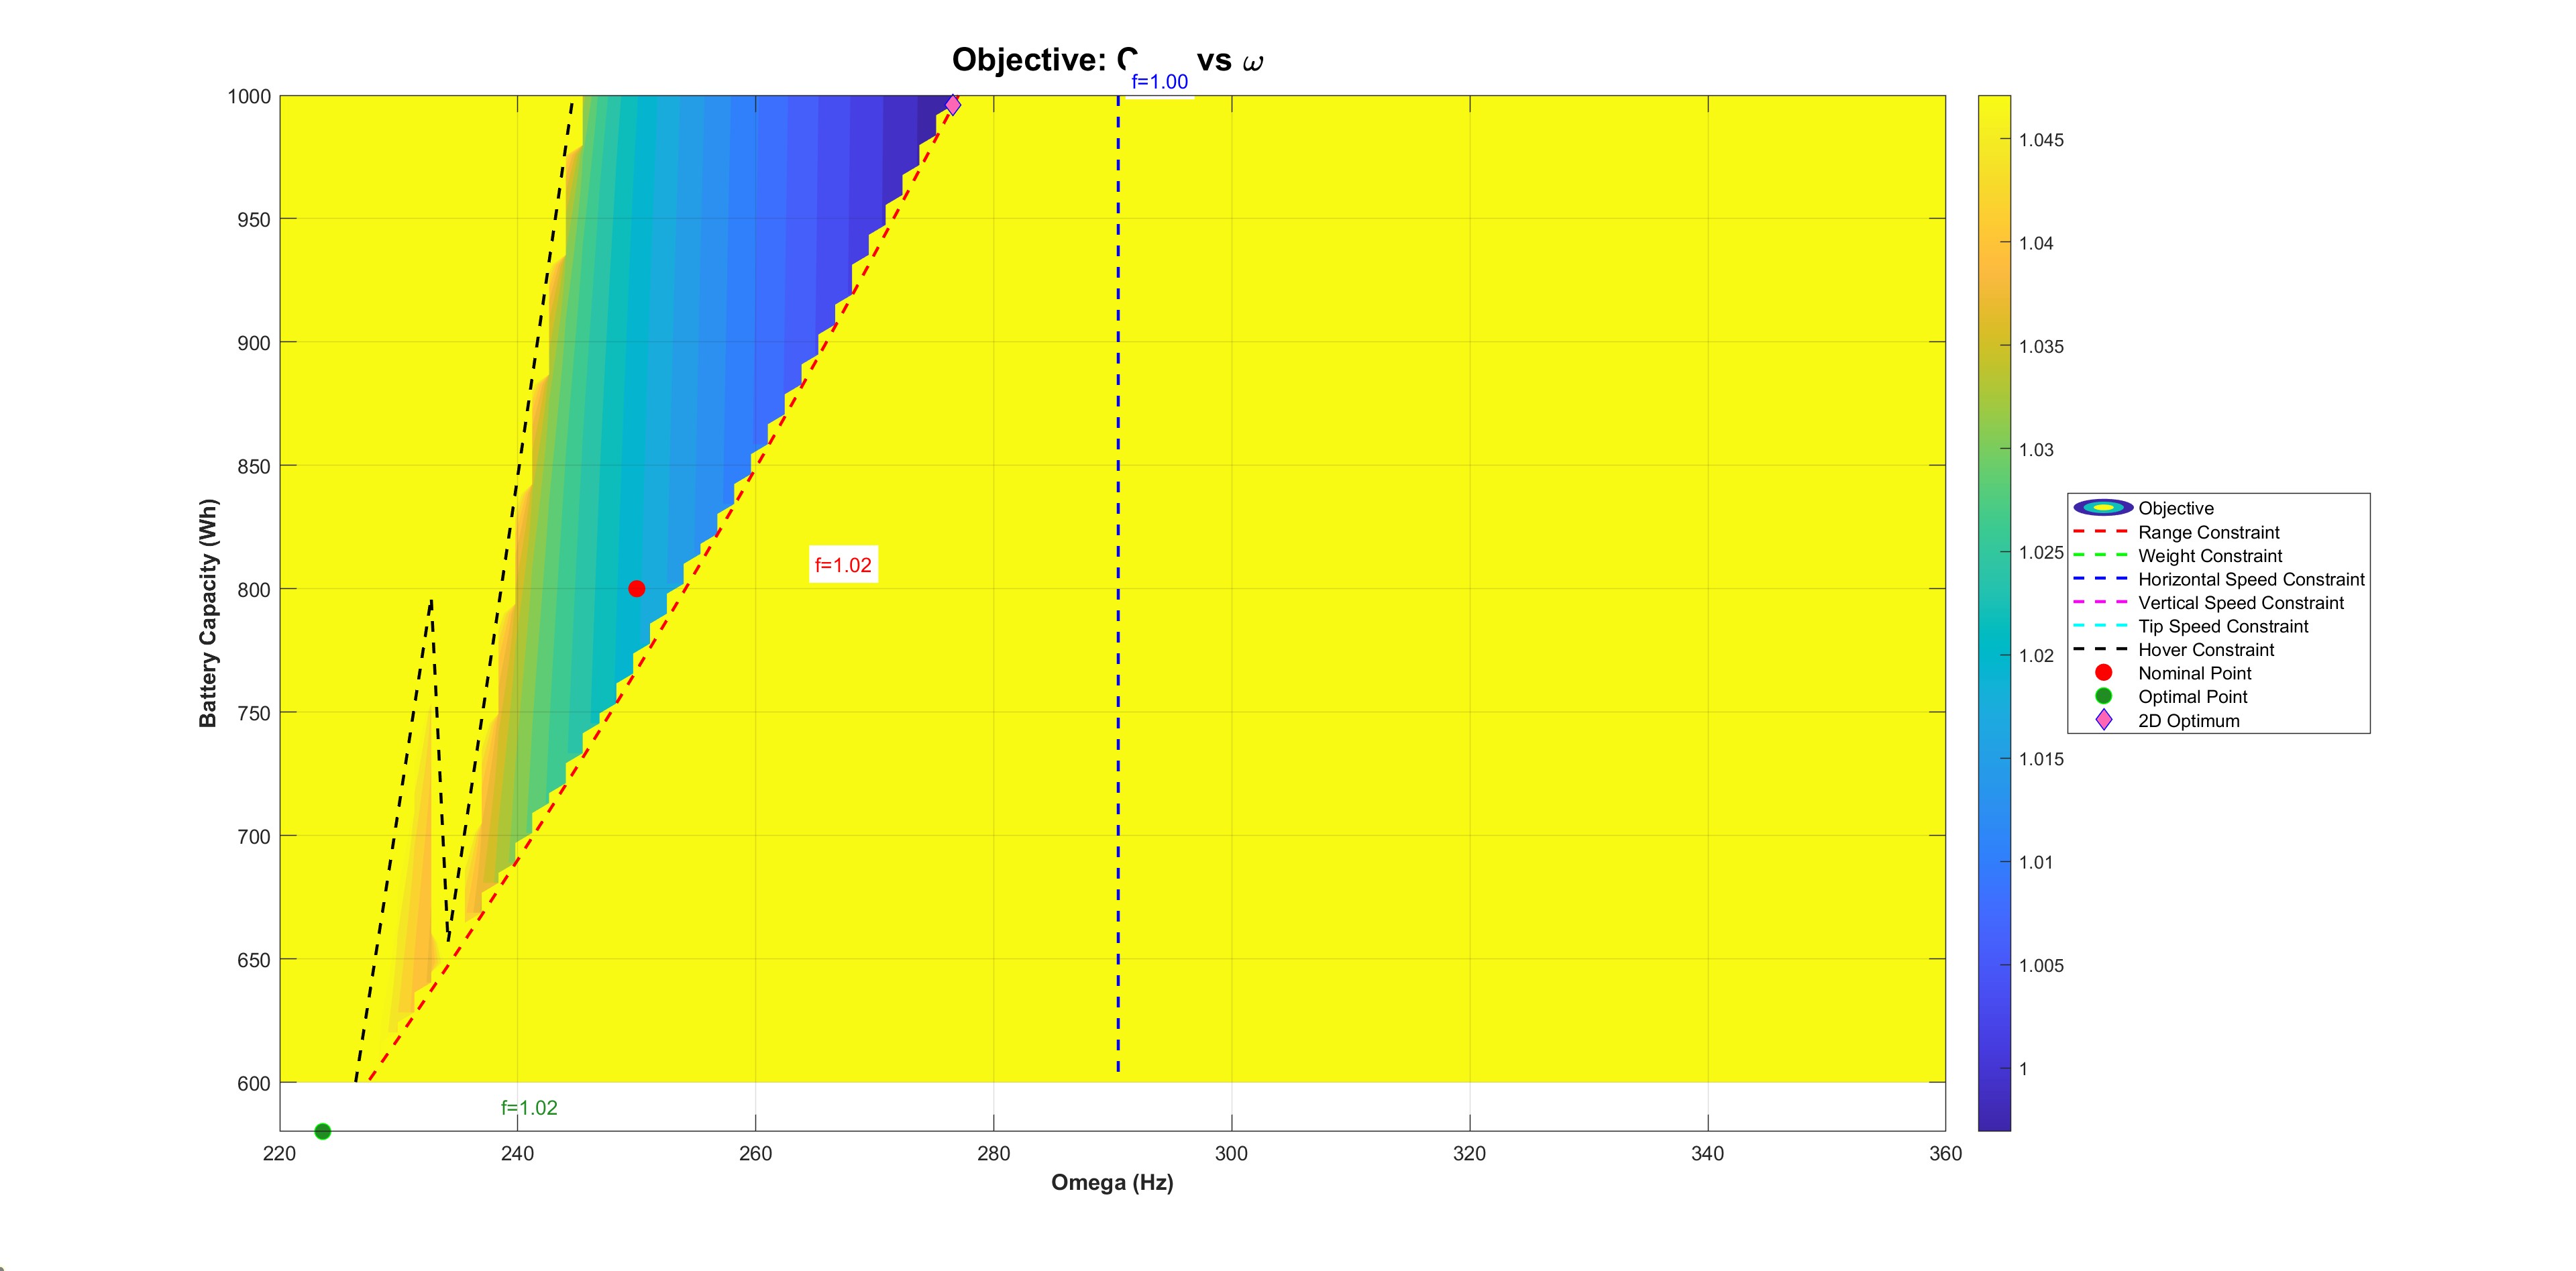 Objective: vs ω
f=1.00
1000
950
900
850
800
750
700
650
600
Battery Capacity (Wh)
f=1.02
f=1.02
220 240 260 280 300 320 340 360
Omega (Hz)
1.045
1.04
1.035
1.03
1.025
1.02
1.015
1.01
1.005
1
Objective
Range Constraint
Weight Constraint
Horizontal Speed Constraint
Vertical Speed Constraint
Tip Speed Constraint
Hover Constraint
Nominal Point
Optimal Point
2D Optimum